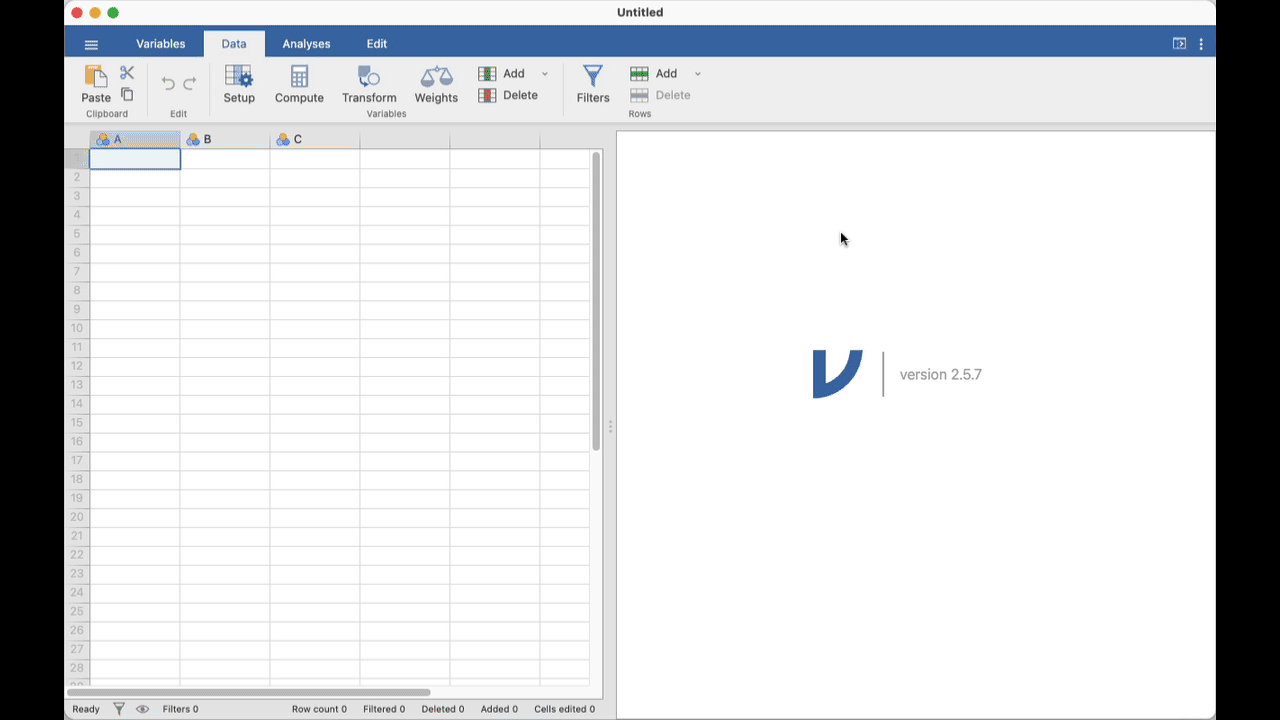 Untitled
Variables Data Analyses Edit
Paste
Clipboard
Edit
Setup Compute Transform Weights Add
Delete
Variables
Filters Add
Delete
Rows
A B C
1
2
3
4
5
6
7
8
9
10
11
12
13
14
15
16
17
18
19
20
21
22
23
24
25
26
27
28
version 2.5.7
Ready Filters 0 Row count 0 Filtered 0 Deleted 0 Added 0 Cells edited 0